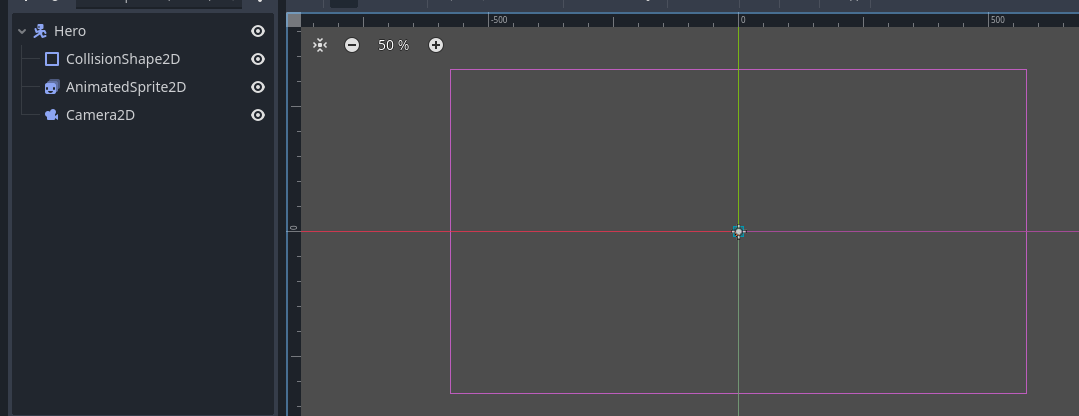 Hero
CollisionShape2D
AnimatedSprite2D
Camera2D
-500
0
500
50 %
0